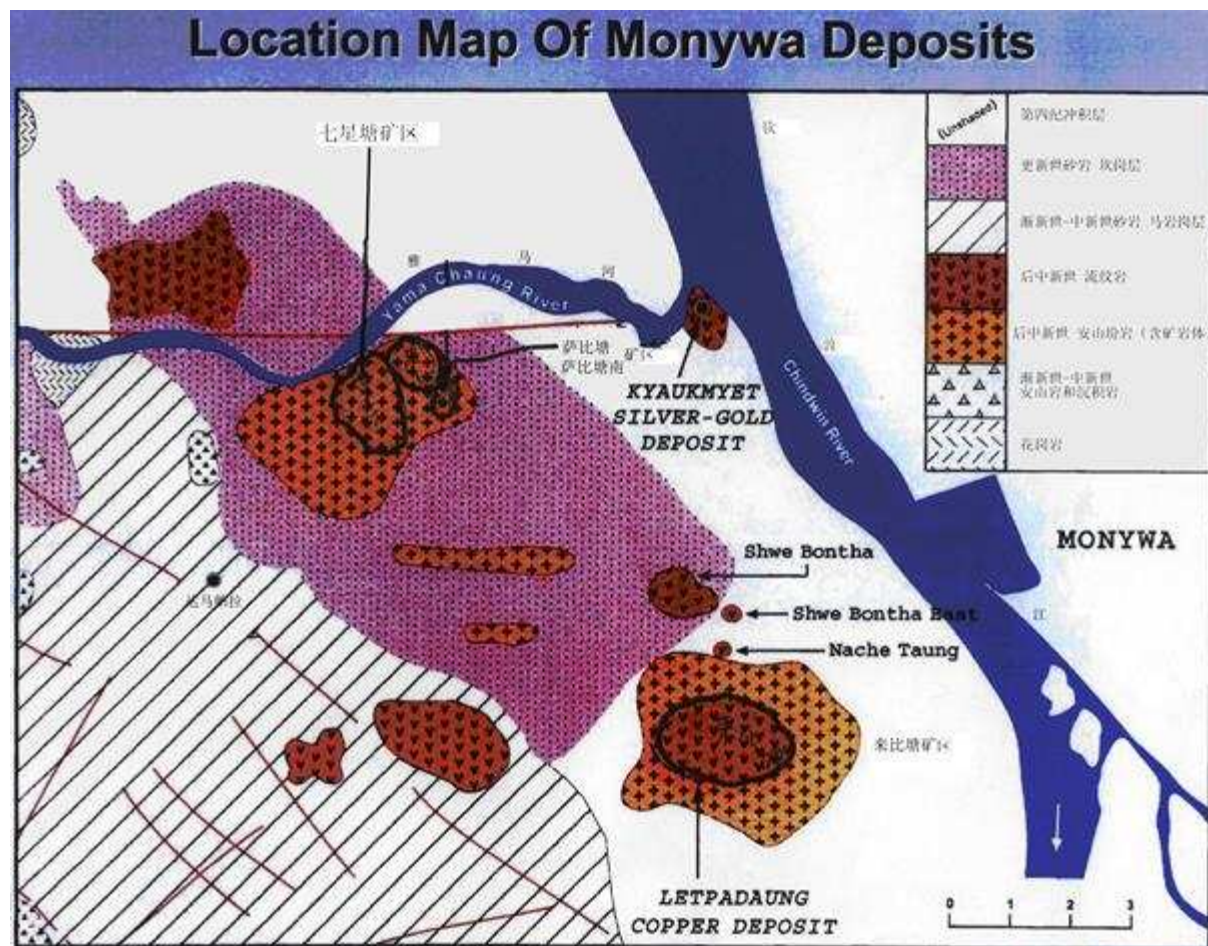 Location Map Of Monywa Deposits
七星塘矿区
钦
(Unshaded)
第四纪冲积层
更新世砂岩 坎岗层
渐新世-中新世砂岩 马岩岗层
后中新世 流纹岩
后中新世 安山玢岩（含矿岩体
渐新世-中新世
安山岩和沉积岩
花岗岩
雅 马 河
Yama Chaung River
萨比塘
萨比塘南
矿区
KYAUKMYET
SILVER-GOLD
DEPOSIT
Chindwin River
MONYWA
江
Shwe Bontha
Shwe Bontha East
Nache Taung
来比塘矿区
LETPADAUNG
COPPER DEPOSIT
0 1 2 3